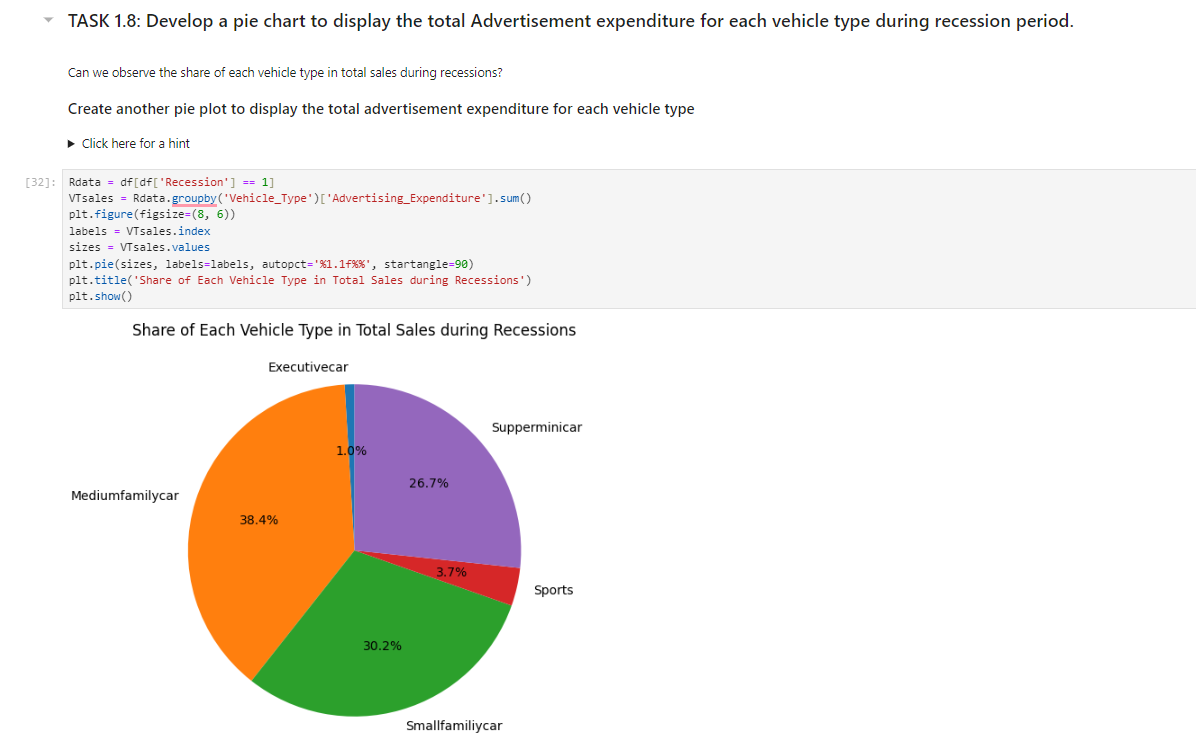 TASK 1.8: Develop a pie chart to display the total Advertisement expenditure for each vehicle type during recession period.
Can we observe the share of each vehicle type in total sales during recessions?
Create another pie plot to display the total advertisement expenditure for each vehicle type
Click here for a hint
[32]:
Rdata = df[df['Recession'] == 1]
VTsales = Rdata.groupby('Vehicle_Type')['Advertising_Expenditure'].sum()
plt.figure(figsize=(8, 6))
labels = VTsales.index
sizes = VTsales.values
plt.pie(sizes, labels=labels, autopct='%1.1f%%', startangle=90)
plt.title('Share of Each Vehicle Type in Total Sales during Recessions')
plt.show()
Share of Each Vehicle Type in Total Sales during Recessions
Executivecar
Supperminicar
1.0%
26.7%
Mediumfamilycar
38.4%
3.7%
Sports
30.2%
Smallfamiliycar